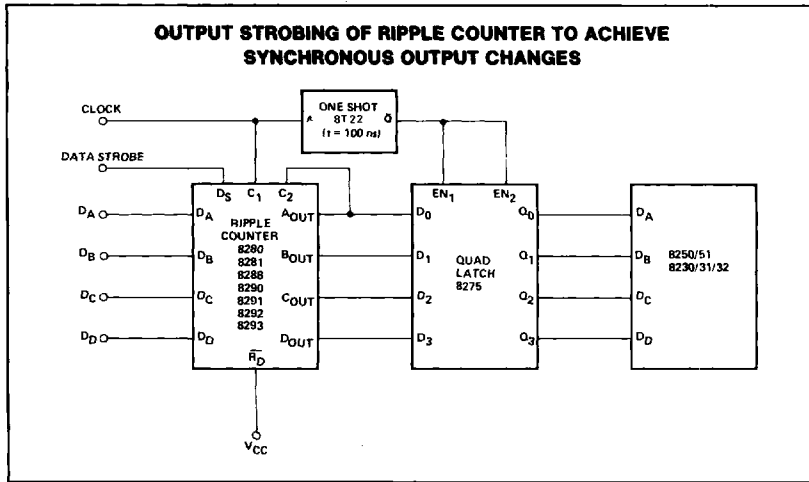 OUTPUT STROBING OF RIPPLE COUNTER TO ACHIEVE
SYNCHRONOUS OUTPUT CHANGES
CLOCK
ONE SHOT
8T22
(τ = 100 ns)
A
Q̅
DATA STROBE
DS
C1
C2
EN1
EN2
DA
DA
AOUT
D0
Q0
DA
RIPPLE
COUNTER
8280
8281
8288
8290
8291
8292
8293
DB
DB
BOUT
D1
Q1
DB
QUAD
LATCH
8275
8250/51
8230/31/32
DC
DC
COUT
D2
Q2
DC
DD
DD
DOUT
D3
Q3
DD
R̅D
VCC